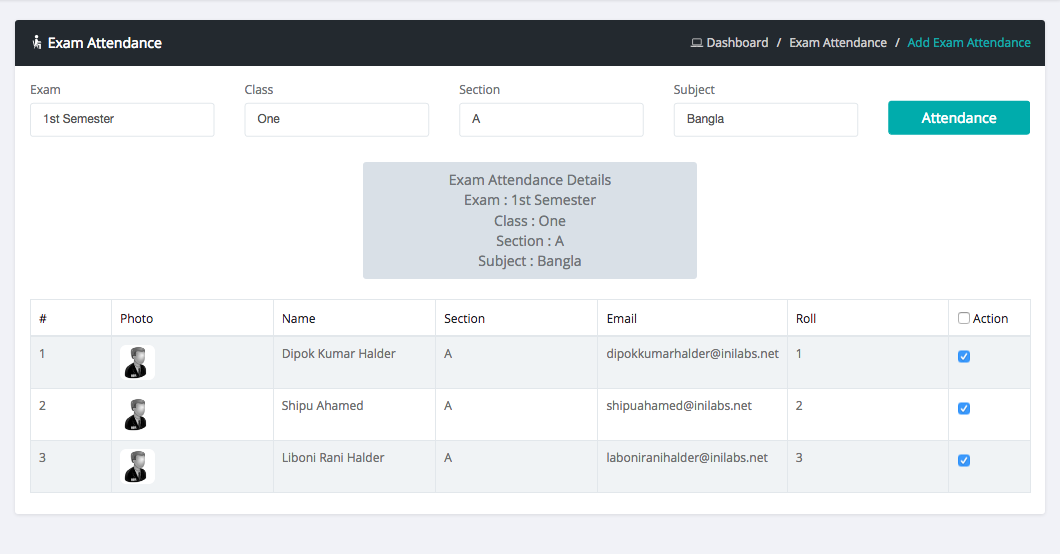 Exam Attendance
Dashboard / Exam Attendance / Add Exam Attendance
Exam Class Section Subject
1st Semester One A Bangla Attendance
Exam Attendance Details
Exam : 1st Semester
Class : One
Section : A
Subject : Bangla
# Photo Name Section Email Roll Action
1 Dipok Kumar Halder A dipokkumarhalder@inilabs.net 1
2 Shipu Ahamed A shipuahamed@inilabs.net 2
3 Liboni Rani Halder A laboniranihalder@inilabs.net 3